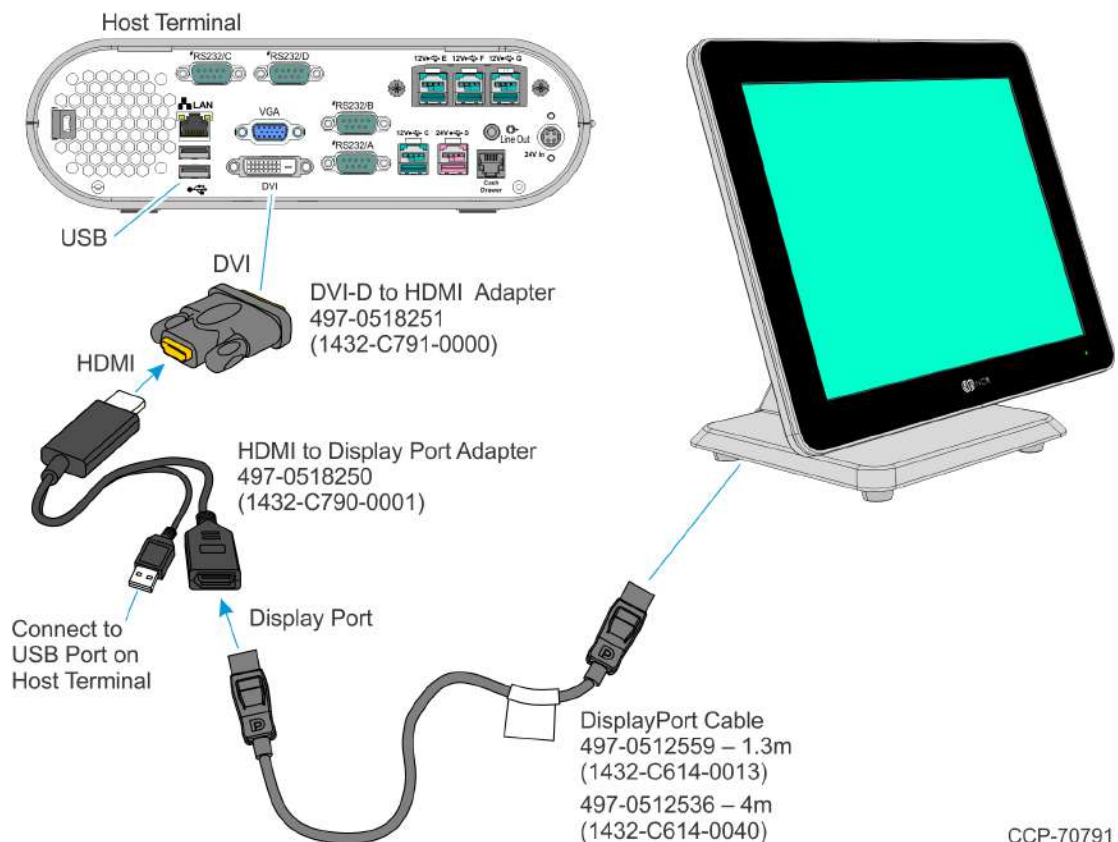 Host Terminal
#RS232/C
#RS232/D
12V E
12V F
12V G
LAN
VGA
#RS232/B
12V C
24V D
Line Out
24V In
#RS232/A
DVI
Cash
Drawer
USB
DVI
DVI-D to HDMI Adapter
497-0518251
(1432-C791-0000)
HDMI
NCR
HDMI to Display Port Adapter
497-0518250
(1432-C790-0001)
Connect to
USB Port on
Host Terminal
Display Port
DisplayPort Cable
497-0512559 – 1.3m
(1432-C614-0013)
497-0512536 – 4m
(1432-C614-0040)
CCP-70791